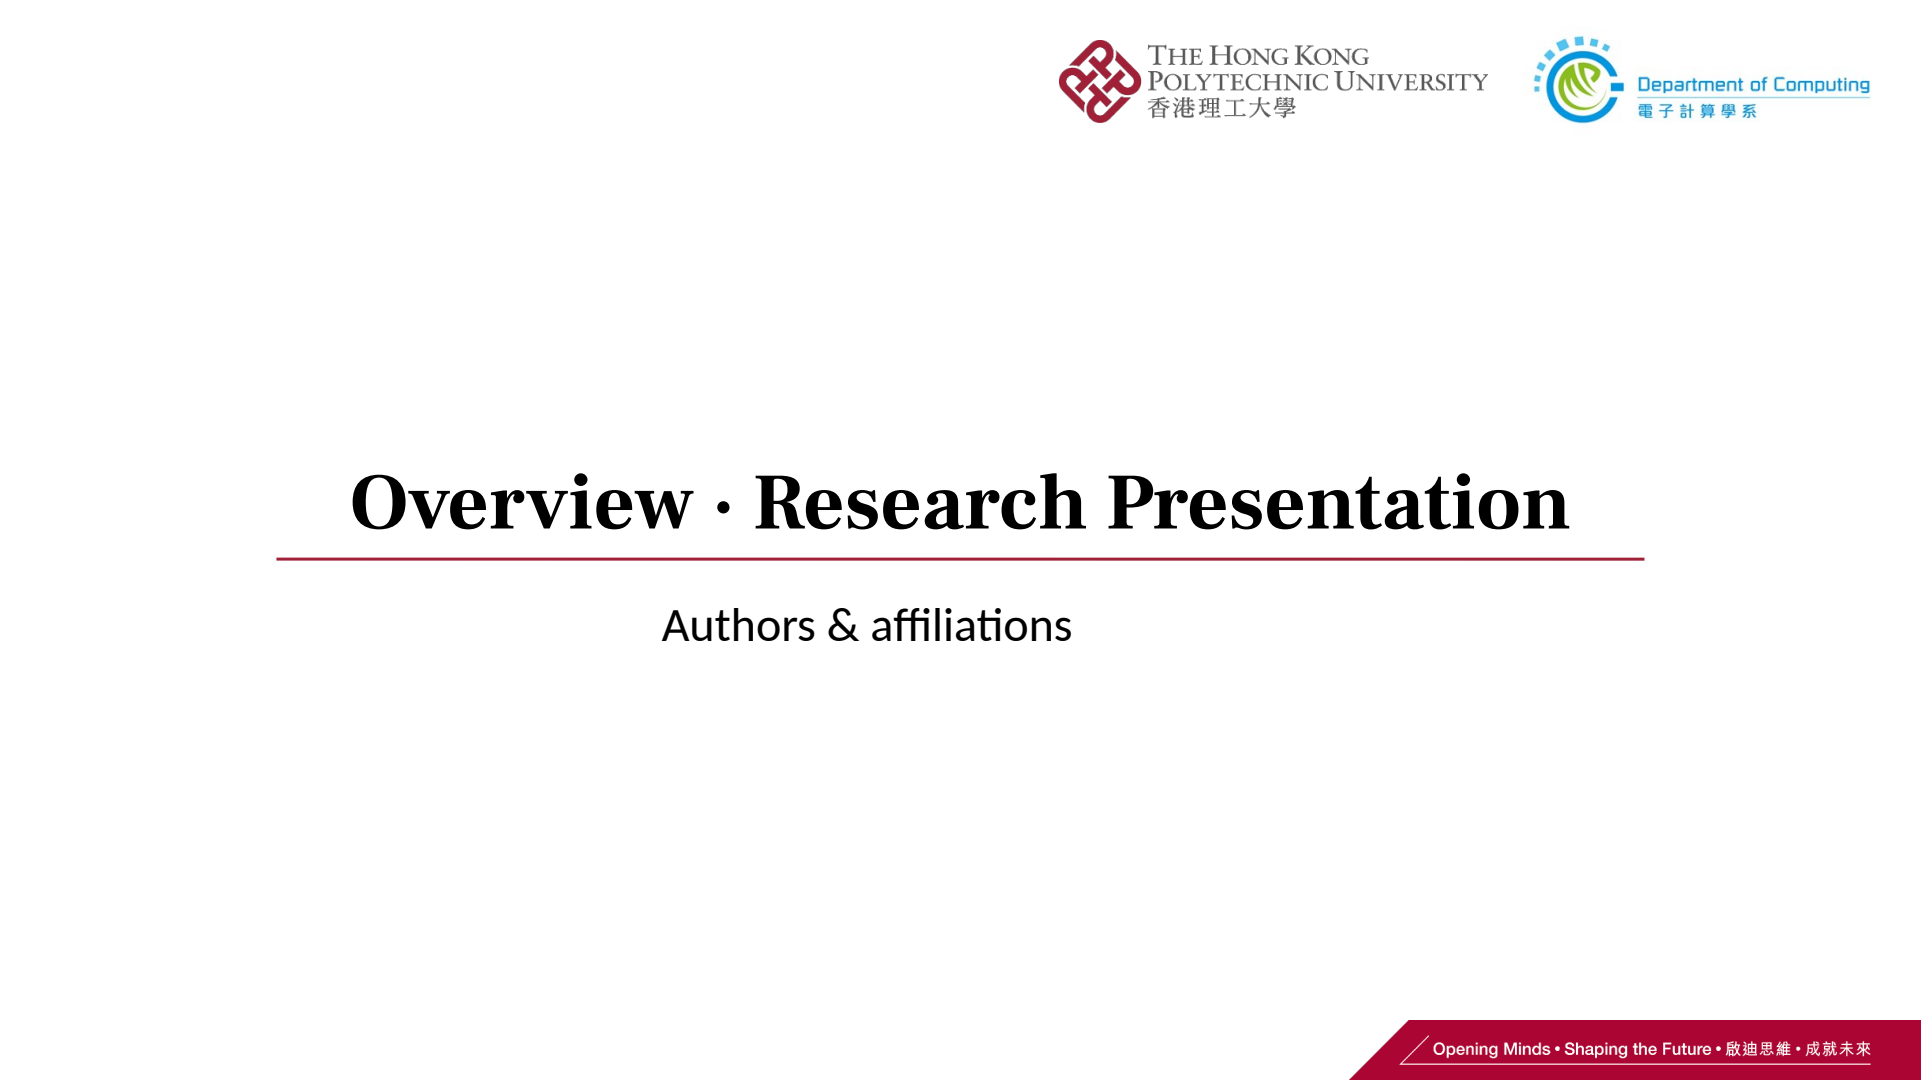 THE HONG KONG
POLYTECHNIC UNIVERSITY
香港理工大學
Department of Computing
電子計算學系
Overview · Research Presentation
Authors & affiliations
Opening Minds • Shaping the Future • 啟迪思維 • 成就未來